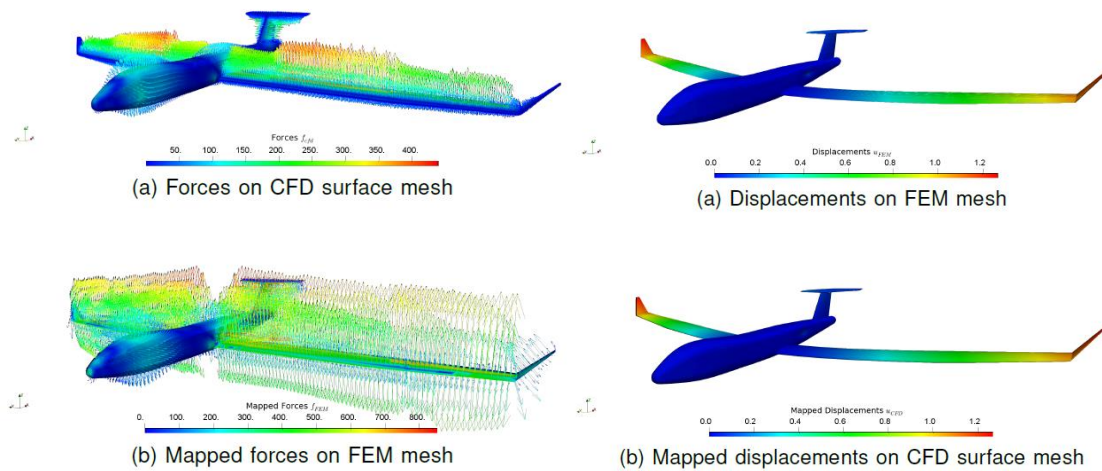 Forces f_cfd
50. 100. 150. 200. 250. 300. 350. 400.
(a) Forces on CFD surface mesh
Displacements u_FEM
0.0 0.2 0.4 0.6 0.8 1.0 1.2
(a) Displacements on FEM mesh
Mapped Forces f_FEM
0. 100. 200. 300. 400. 500. 600. 700. 800.
(b) Mapped forces on FEM mesh
Mapped Displacements u_CFD
0.0 0.2 0.4 0.6 0.8 1.0 1.2
(b) Mapped displacements on CFD surface mesh